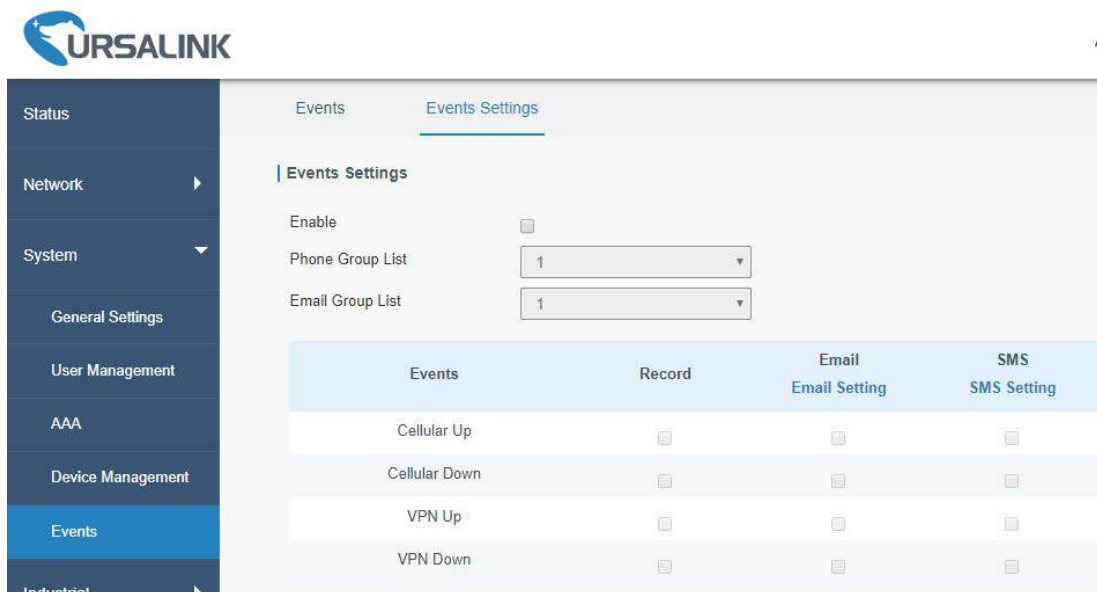 URSALINK
Status
Network
System
General Settings
User Management
AAA
Device Management
Events
Industrial
Events Events Settings
Events Settings
Enable
Phone Group List 1
Email Group List 1
Events Record Email SMS
Email Setting SMS Setting
Cellular Up
Cellular Down
VPN Up
VPN Down